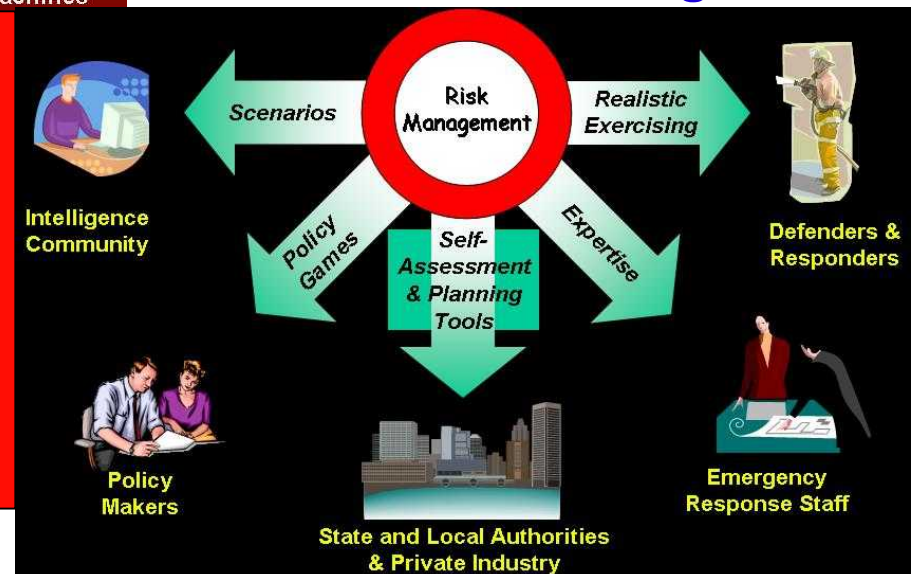 Risk
Management
Scenarios
Realistic
Exercising
Policy
Games
Self-
Assessment
& Planning
Tools
Expertise
Intelligence
Community
Defenders &
Responders
Policy
Makers
State and Local Authorities
& Private Industry
Emergency
Response Staff